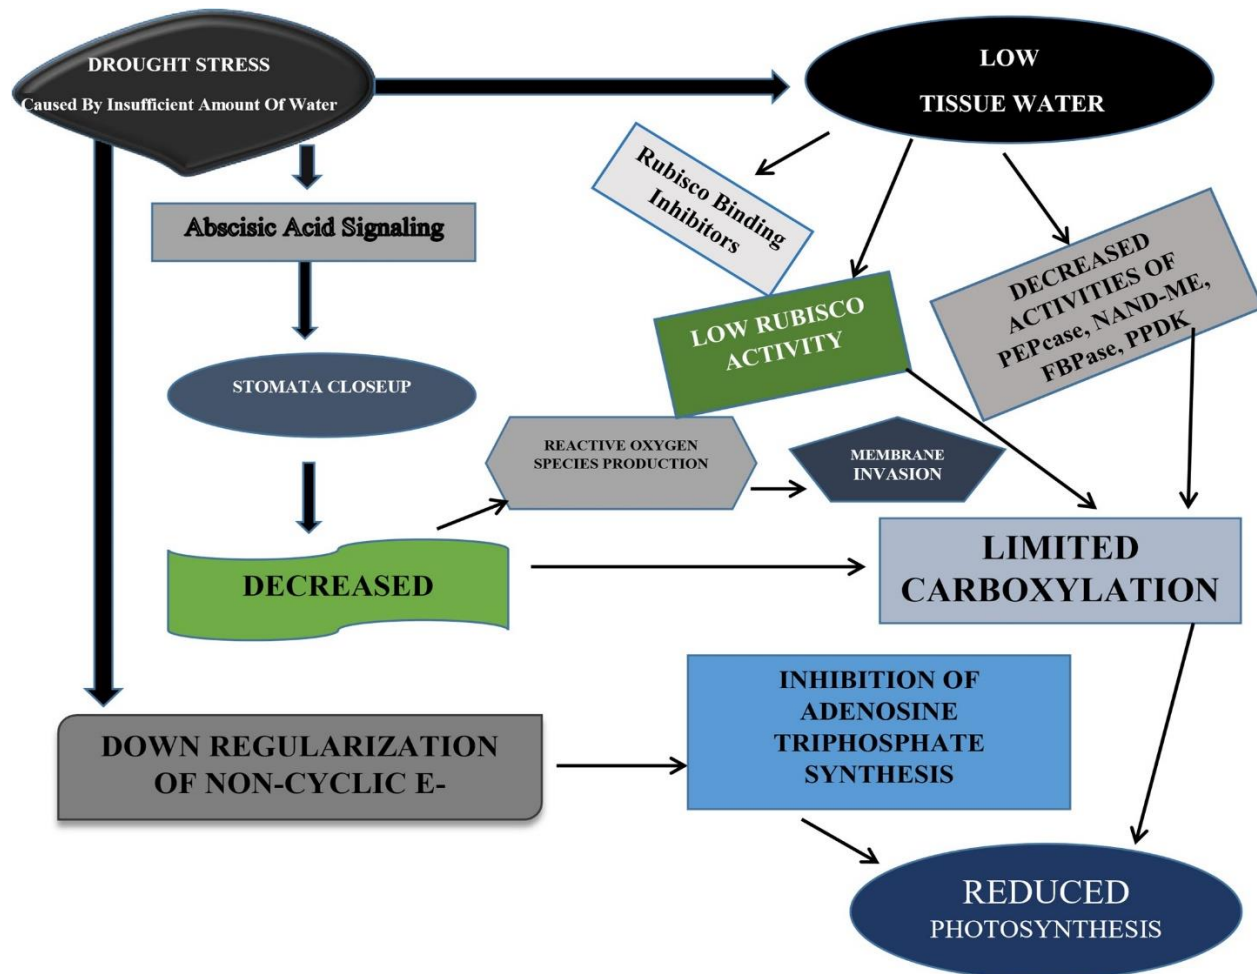 DROUGHT STRESS
Caused By Insufficient Amount Of Water
LOW
TISSUE WATER
Rubisco Binding
Inhibitors
Abscisic Acid Signaling
DECREASED
ACTIVITIES OF
PEPcase, NAND-ME,
FBPase, PPDK
LOW RUBISCO
ACTIVITY
STOMATA CLOSEUP
REACTIVE OXYGEN
SPECIES PRODUCTION
MEMBRANE
INVASION
DECREASED
LIMITED
CARBOXYLATION
INHIBITION OF
ADENOSINE
TRIPHOSPHATE
SYNTHESIS
DOWN REGULARIZATION
OF NON-CYCLIC E-
REDUCED
PHOTOSYNTHESIS